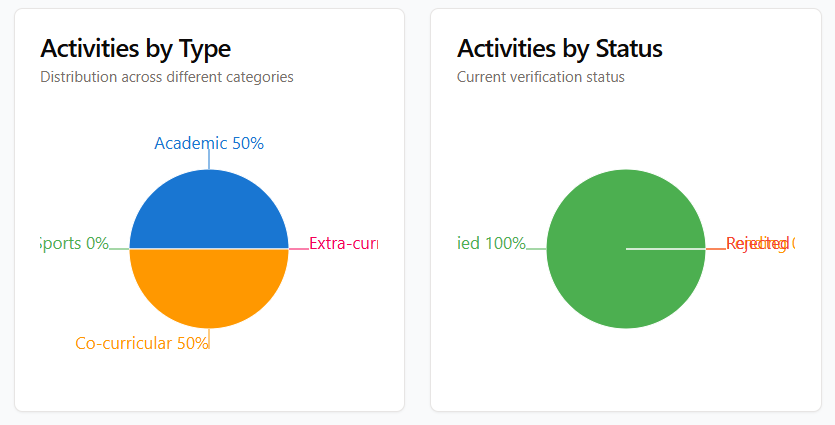 Activities by Type
Distribution across different categories
Academic 50%
Sports 0%
Extra-curr
Co-curricular 50%
Activities by Status
Current verification status
ied 100%
Rejected